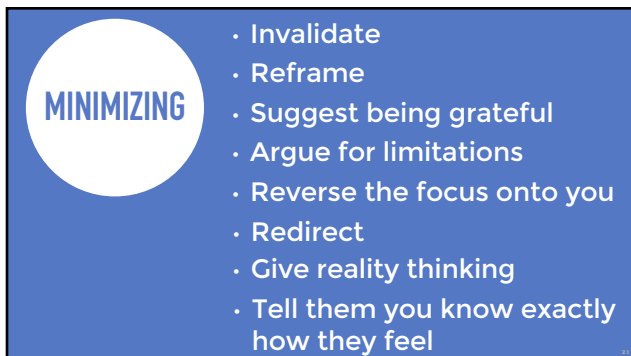 MINIMIZING
• Invalidate
• Reframe
• Suggest being grateful
• Argue for limitations
• Reverse the focus onto you
• Redirect
• Give reality thinking
• Tell them you know exactly
how they feel